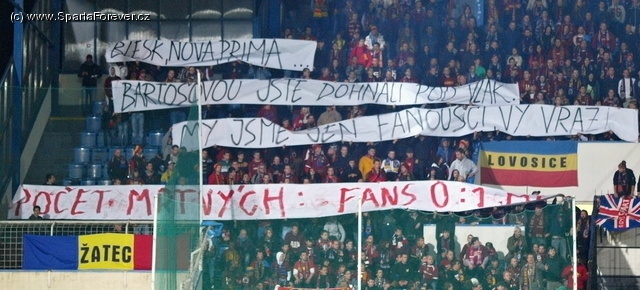 (c) www.SpartaForever.cz
BLESK, NOVA, PRIMA ...
BARTOŠOVOU JSTE DOHNALI POD VLAK.
MY JSME JEN FANOUŠCI VY VRAZI
LOVOSICE
POČET MRTVÝCH : FANS 0:1
ŽATEC